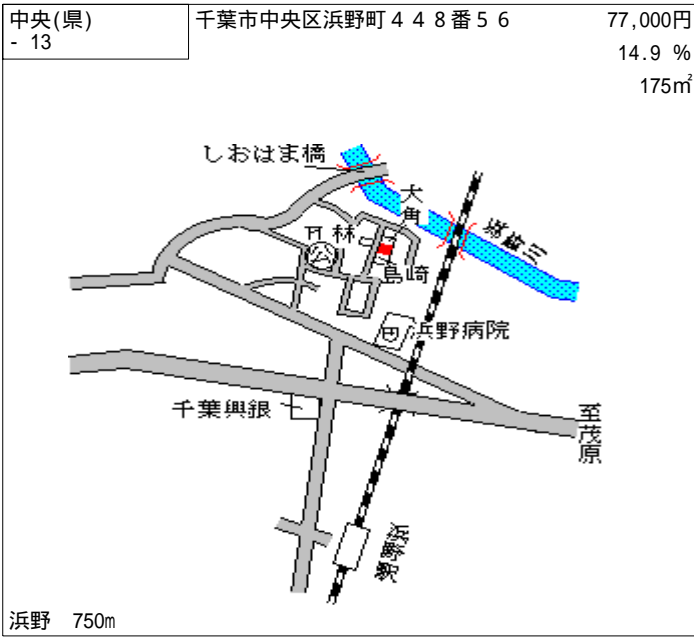 中央(県)
- 13
千葉市中央区浜野町４４８番５６
77,000円
14.9 %
175㎡
しおはま橋
大角
林
公
島崎
浜野病院
千葉興銀
至茂原
浜野駅
浜野　750m